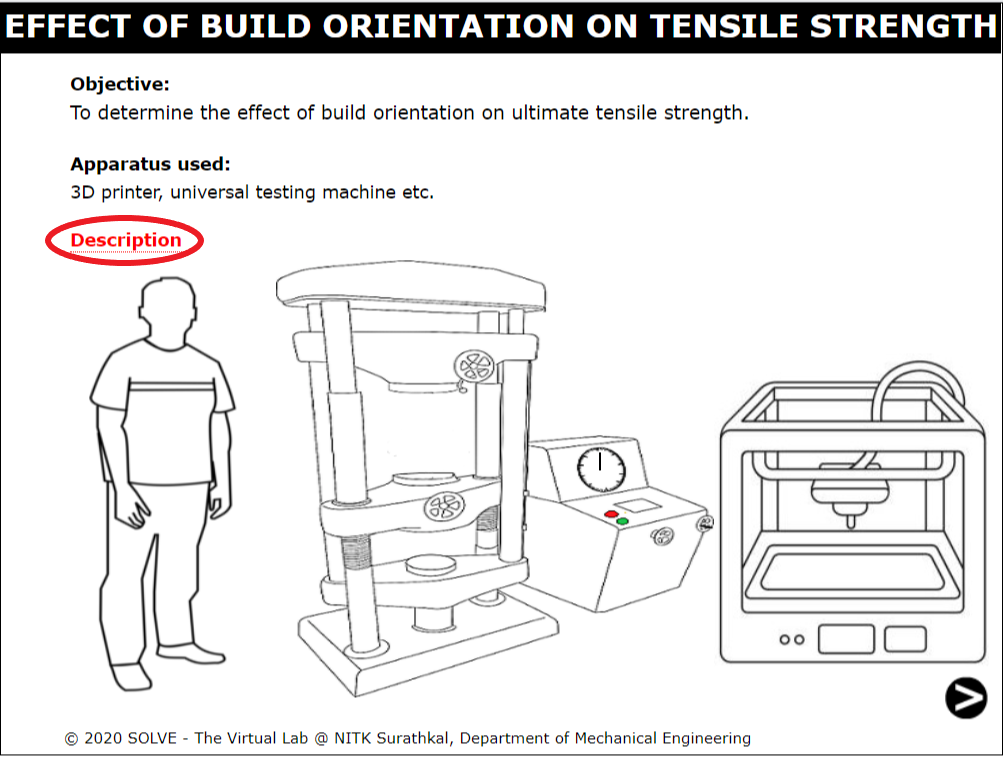 EFFECT OF BUILD ORIENTATION ON TENSILE STRENGTH
Objective:
To determine the effect of build orientation on ultimate tensile strength.
Apparatus used:
3D printer, universal testing machine etc.
Description
© 2020 SOLVE - The Virtual Lab @ NITK Surathkal, Department of Mechanical Engineering